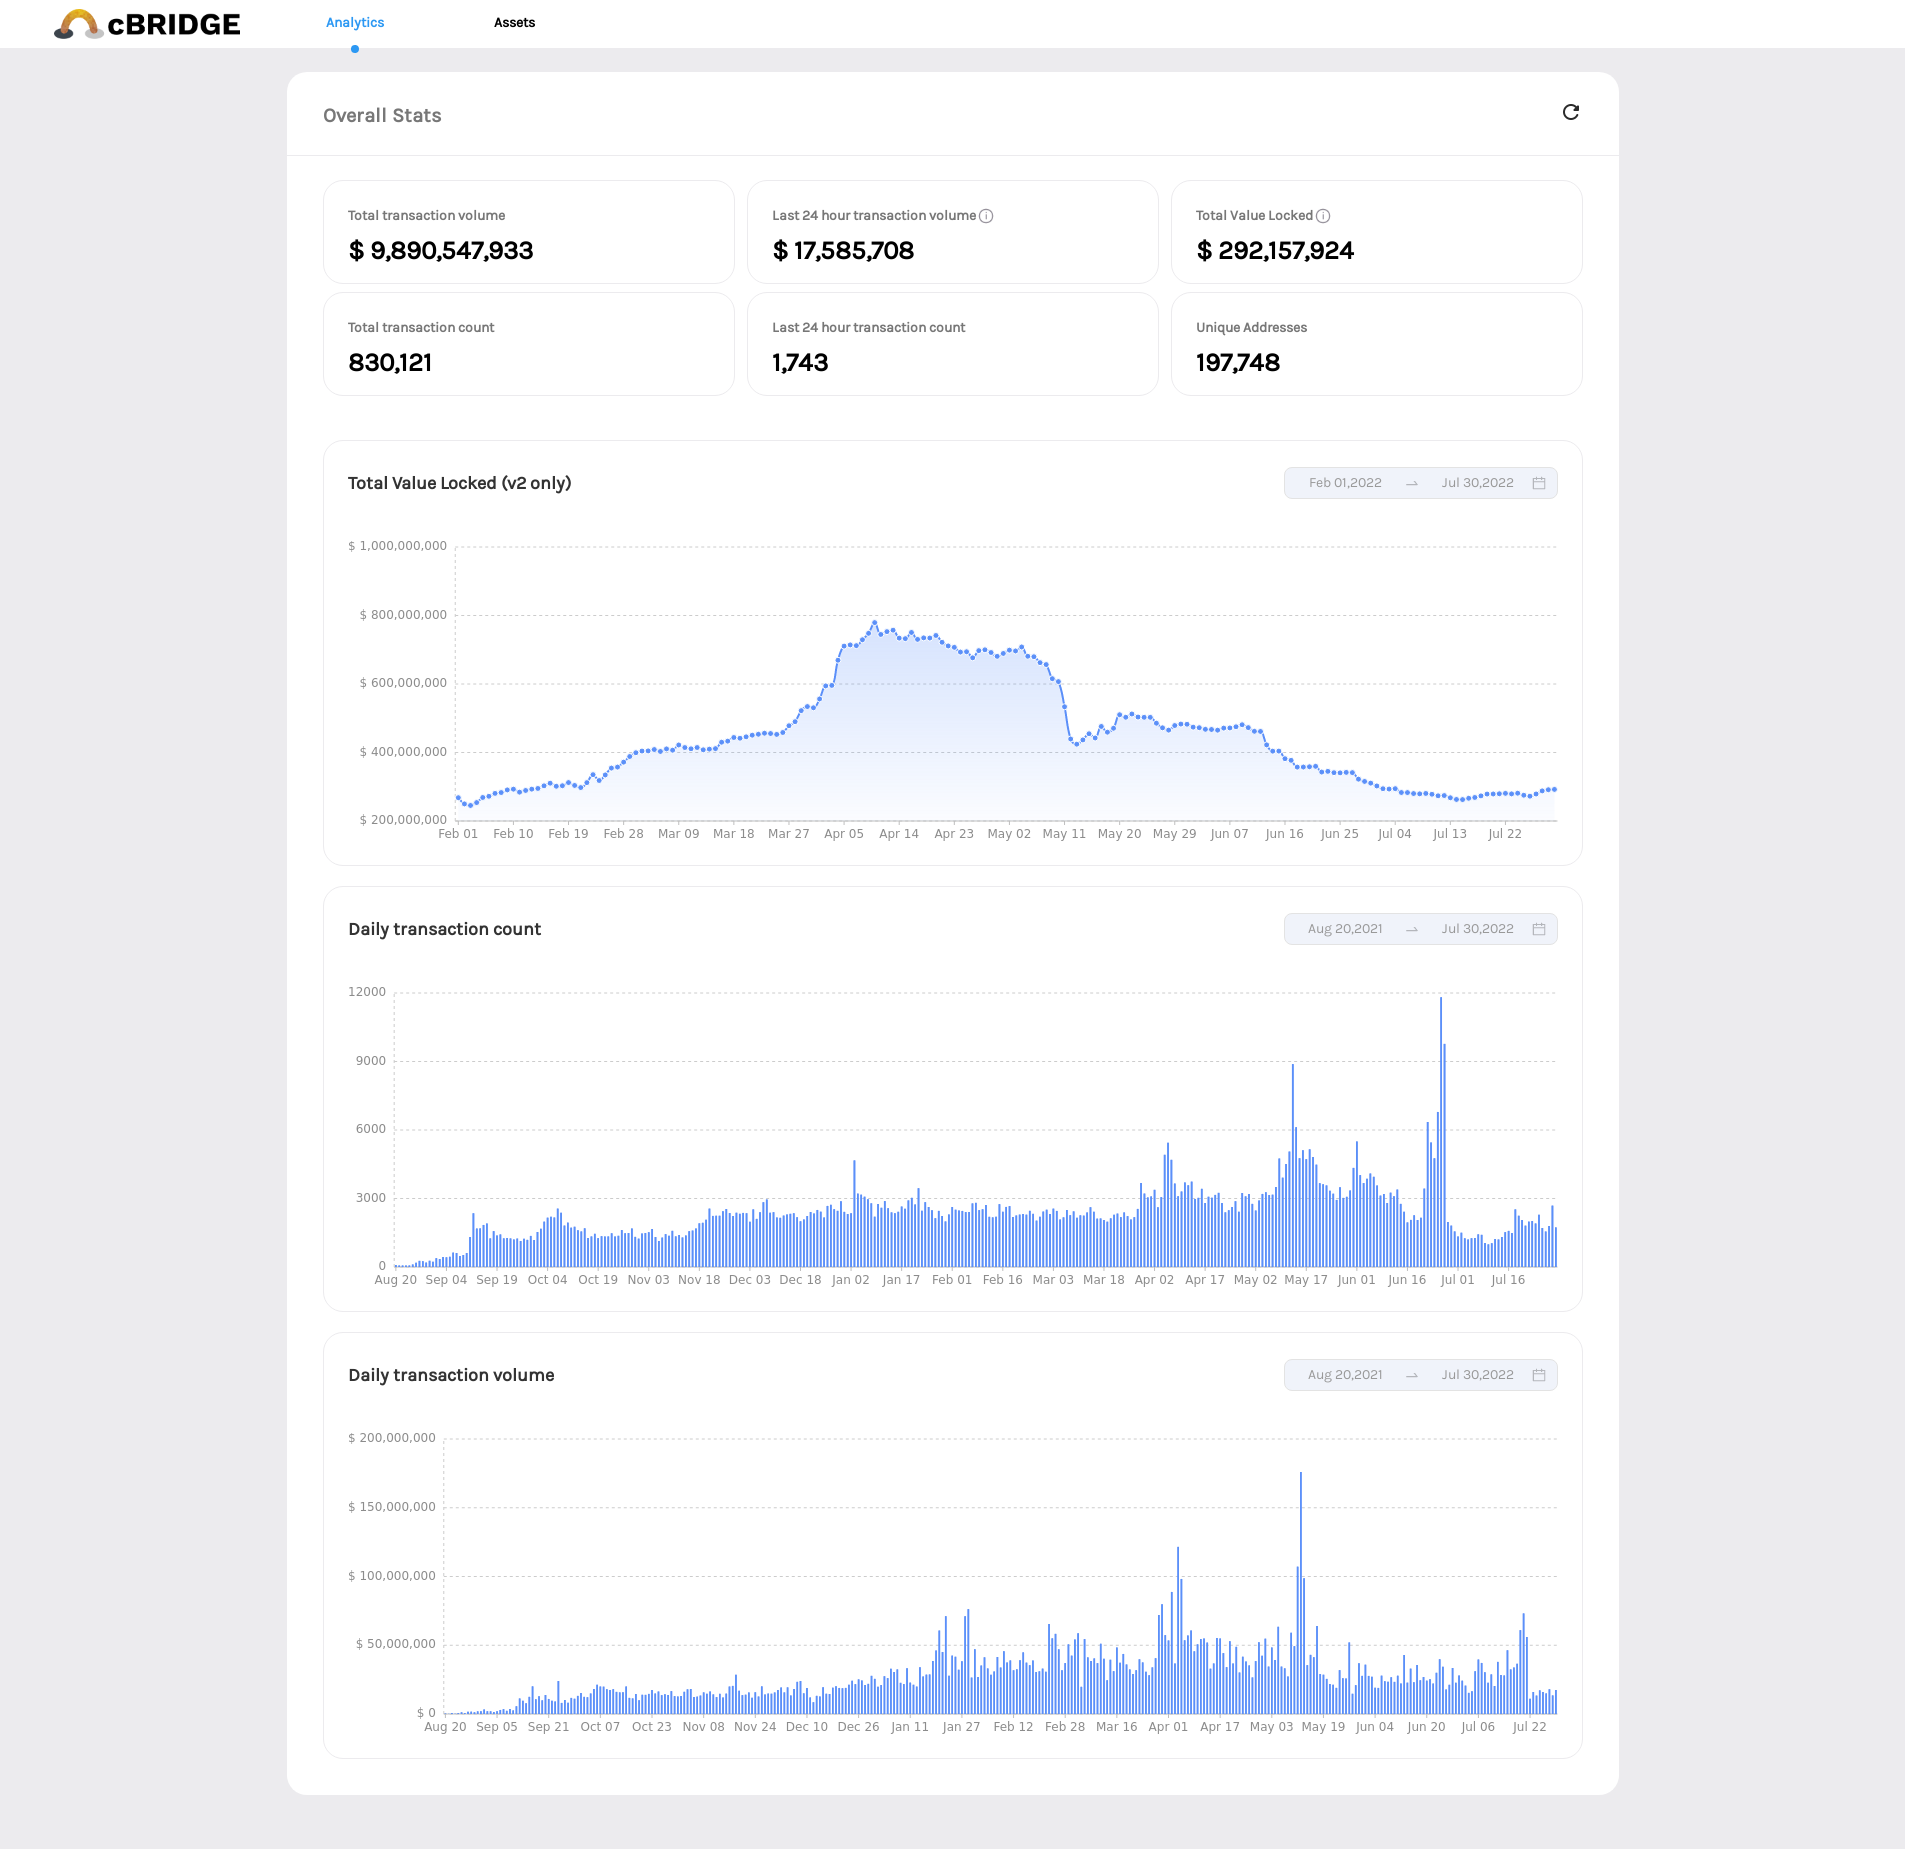 cBRIDGE Analytics Assets
Overall Stats
Total transaction volume
$ 9,890,547,933
Last 24 hour transaction volume
$ 17,585,708
Total Value Locked
$ 292,157,924
Total transaction count
830,121
Last 24 hour transaction count
1,743
Unique Addresses
197,748
Total Value Locked (v2 only)
Feb 01,2022 → Jul 30,2022
$ 1,000,000,000
$ 800,000,000
$ 600,000,000
$ 400,000,000
$ 200,000,000
Feb 01 Feb 10 Feb 19 Feb 28 Mar 09 Mar 18 Mar 27 Apr 05 Apr 14 Apr 23 May 02 May 11 May 20 May 29 Jun 07 Jun 16 Jun 25 Jul 04 Jul 13 Jul 22
Daily transaction count
Aug 20,2021 → Jul 30,2022
12000
9000
6000
3000
0
Aug 20 Sep 04 Sep 19 Oct 04 Oct 19 Nov 03 Nov 18 Dec 03 Dec 18 Jan 02 Jan 17 Feb 01 Feb 16 Mar 03 Mar 18 Apr 02 Apr 17 May 02 May 17 Jun 01 Jun 16 Jul 01 Jul 16
Daily transaction volume
Aug 20,2021 → Jul 30,2022
$ 200,000,000
$ 150,000,000
$ 100,000,000
$ 50,000,000
$ 0
Aug 20 Sep 05 Sep 21 Oct 07 Oct 23 Nov 08 Nov 24 Dec 10 Dec 26 Jan 11 Jan 27 Feb 12 Feb 28 Mar 16 Apr 01 Apr 17 May 03 May 19 Jun 04 Jun 20 Jul 06 Jul 22